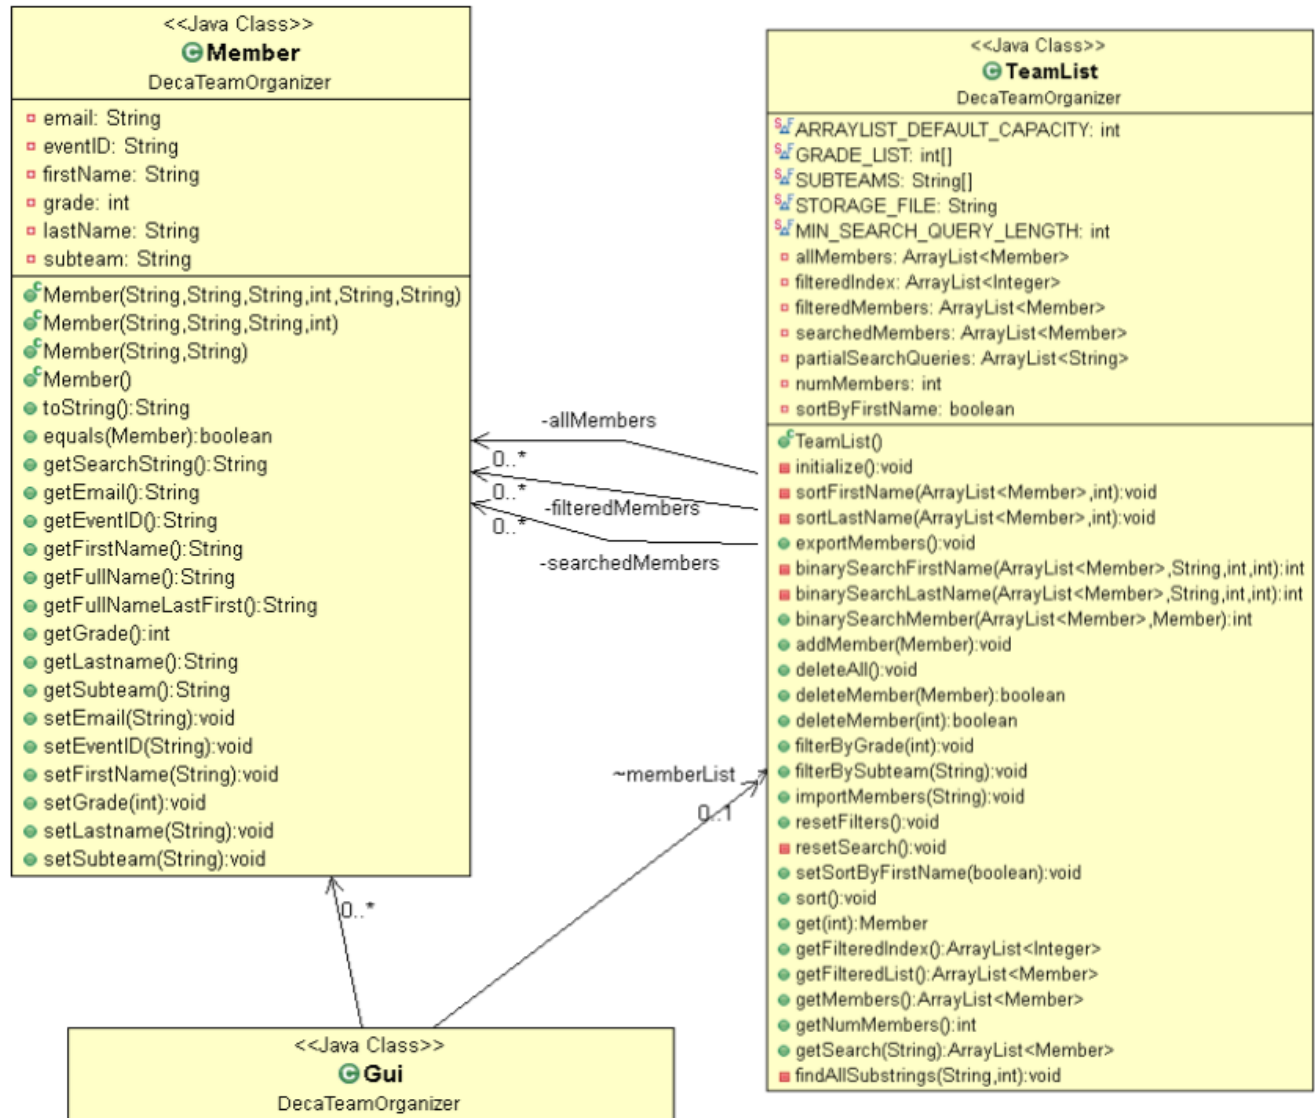 <<Java Class>>
Member
DecaTeamOrganizer
email: String
eventID: String
firstName: String
grade: int
lastName: String
subteam: String
Member(String,String,String,int,String,String)
Member(String,String,String,int)
Member(String,String)
Member()
toString():String
equals(Member):boolean
getSearchString():String
getEmail():String
getEventID():String
getFirstName():String
getFullName():String
getFullNameLastFirst():String
getGrade():int
getLastname():String
getSubteam():String
setEmail(String):void
setEventID(String):void
setFirstName(String):void
setGrade(int):void
setLastname(String):void
setSubteam(String):void
-allMembers
0..*
0..*
-filteredMembers
0..*
-searchedMembers
~memberList
0..1
0..*
<<Java Class>>
TeamList
DecaTeamOrganizer
ARRAYLIST_DEFAULT_CAPACITY: int
GRADE_LIST: int[]
SUBTEAMS: String[]
STORAGE_FILE: String
MIN_SEARCH_QUERY_LENGTH: int
allMembers: ArrayList<Member>
filteredIndex: ArrayList<Integer>
filteredMembers: ArrayList<Member>
searchedMembers: ArrayList<Member>
partialSearchQueries: ArrayList<String>
numMembers: int
sortByFirstName: boolean
TeamList()
initialize():void
sortFirstName(ArrayList<Member>,int):void
sortLastName(ArrayList<Member>,int):void
exportMembers():void
binarySearchFirstName(ArrayList<Member>,String,int,int):int
binarySearchLastName(ArrayList<Member>,String,int,int):int
binarySearchMember(ArrayList<Member>,Member):int
addMember(Member):void
deleteAll():void
deleteMember(Member):boolean
deleteMember(int):boolean
filterByGrade(int):void
filterBySubteam(String):void
importMembers(String):void
resetFilters():void
resetSearch():void
setSortByFirstName(boolean):void
sort():void
get(int):Member
getFilteredIndex():ArrayList<Integer>
getFilteredList():ArrayList<Member>
getMembers():ArrayList<Member>
getNumMembers():int
getSearch(String):ArrayList<Member>
findAllSubstrings(String,int):void
<<Java Class>>
Gui
DecaTeamOrganizer